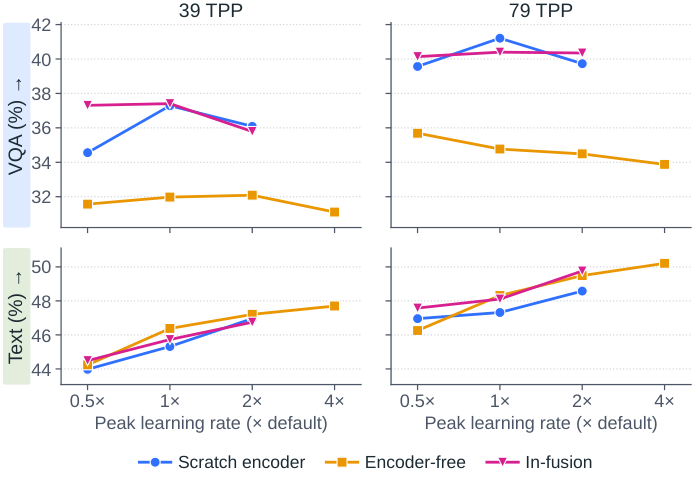 39 TPP
79 TPP
VQA (%) →
42
40
38
36
34
32
Text (%) →
50
48
46
44
0.5×
1×
2×
4×
0.5×
1×
2×
4×
Peak learning rate (× default)
Peak learning rate (× default)
Scratch encoder
Encoder-free
In-fusion